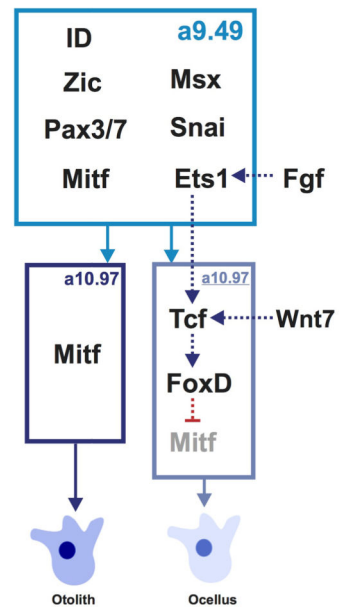 ID
a9.49
Zic
Msx
Pax3/7
Snai
Mitf
Ets1
Fgf
a10.97
a10.97
Mitf
Tcf
Wnt7
FoxD
Mitf
Otolith
Ocellus